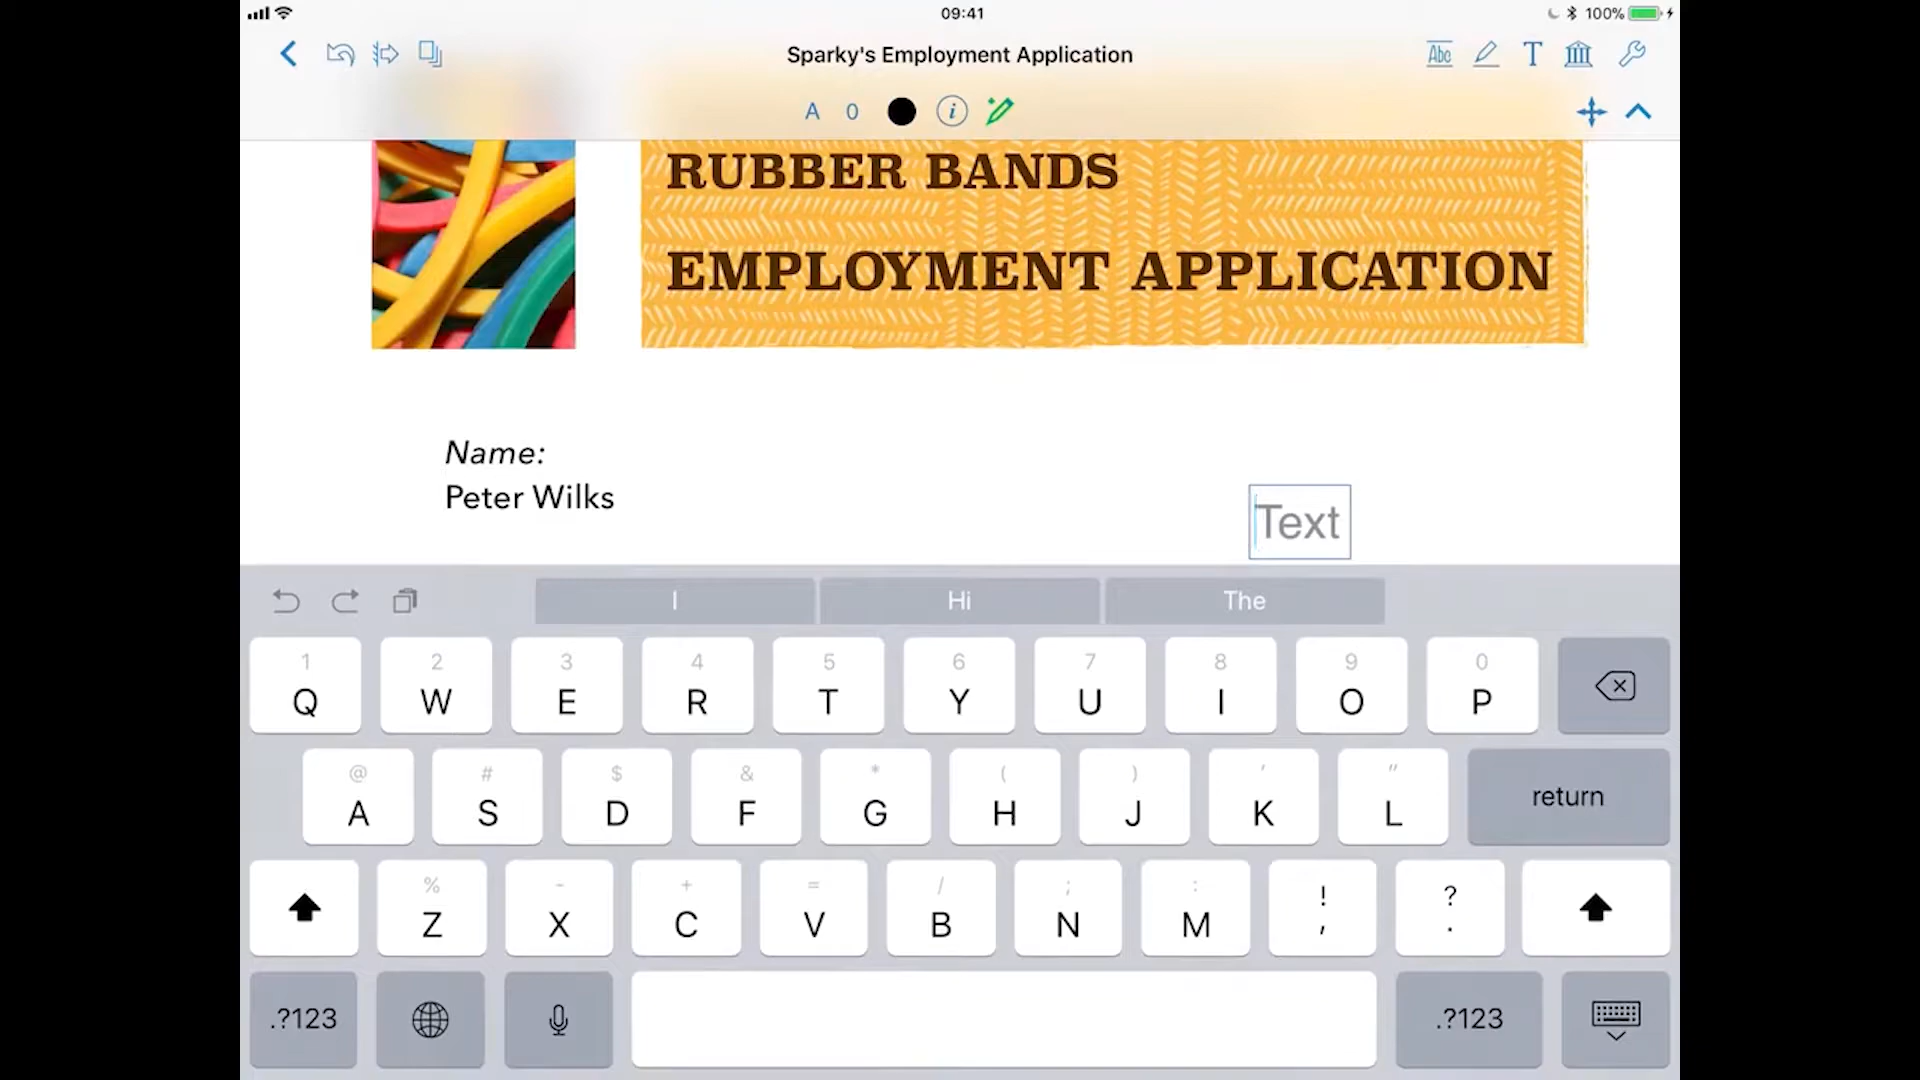 09:41
100%
Sparky's Employment Application
Abc
T
A 0 i
RUBBER BANDS
EMPLOYMENT APPLICATION
Name:
Peter Wilks
Text
I Hi The
1 2 3 4 5 6 7 8 9 0
Q W E R T Y U I O P
@ # $ & * ( ) ' "
A S D F G H J K L return
% - + = / ; : ! ?
Z X C V B N M , .
.?123 .?123